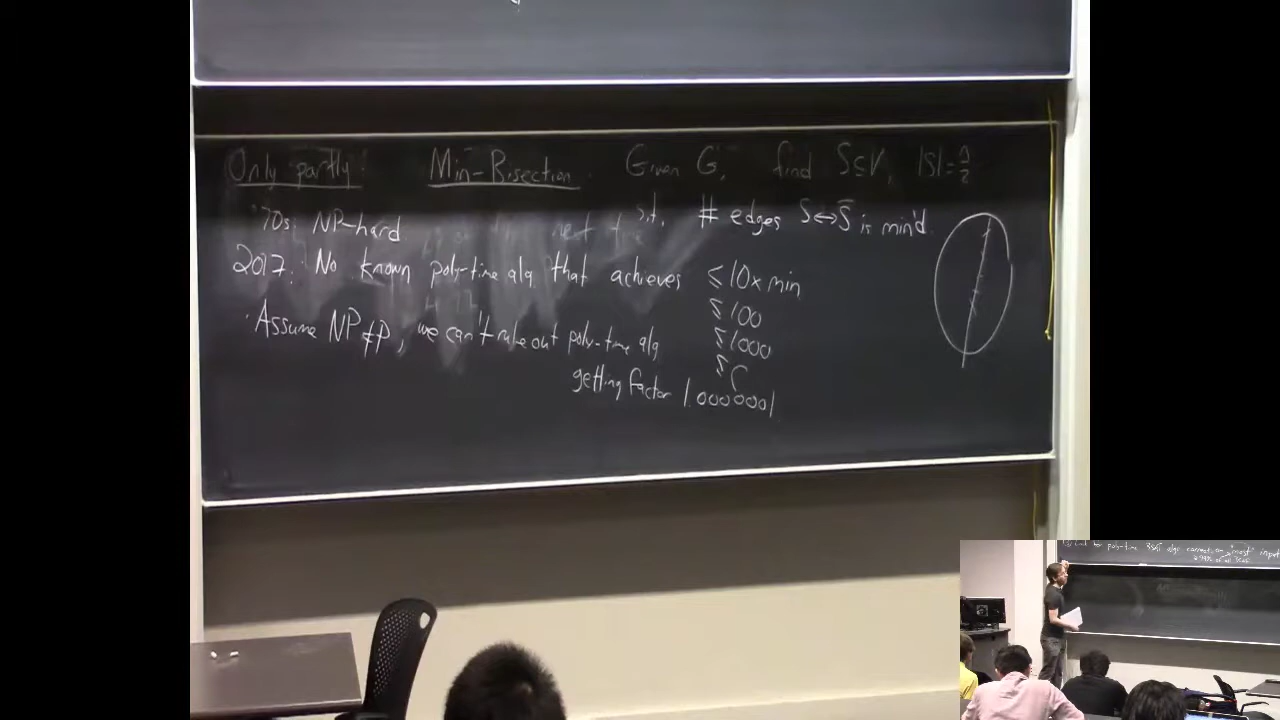 Only partly: Min-Bisection. Given G, find S⊆V, |S|=n/2
'70s: NP-hard s.t. # edges S↔S̅ is min'd.
2017: No known poly-time alg that achieves ≤10x min
≤100
≤1000
· Assume NP≠P, we can't rule out poly-time alg
getting factor 1.0000001